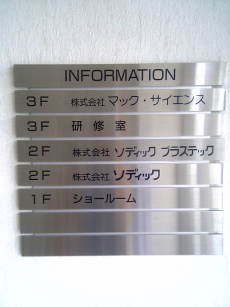 INFORMATION
3F 株式会社 マック・サイエンス
3F 研修室
2F 株式会社 ソディック プラステック
2F 株式会社 ソディック
1F ショールーム